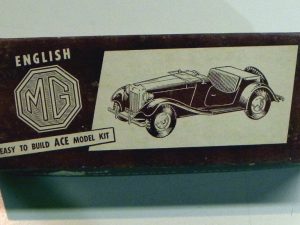 ENGLISH
MG
EASY TO BUILD ACE MODEL KIT